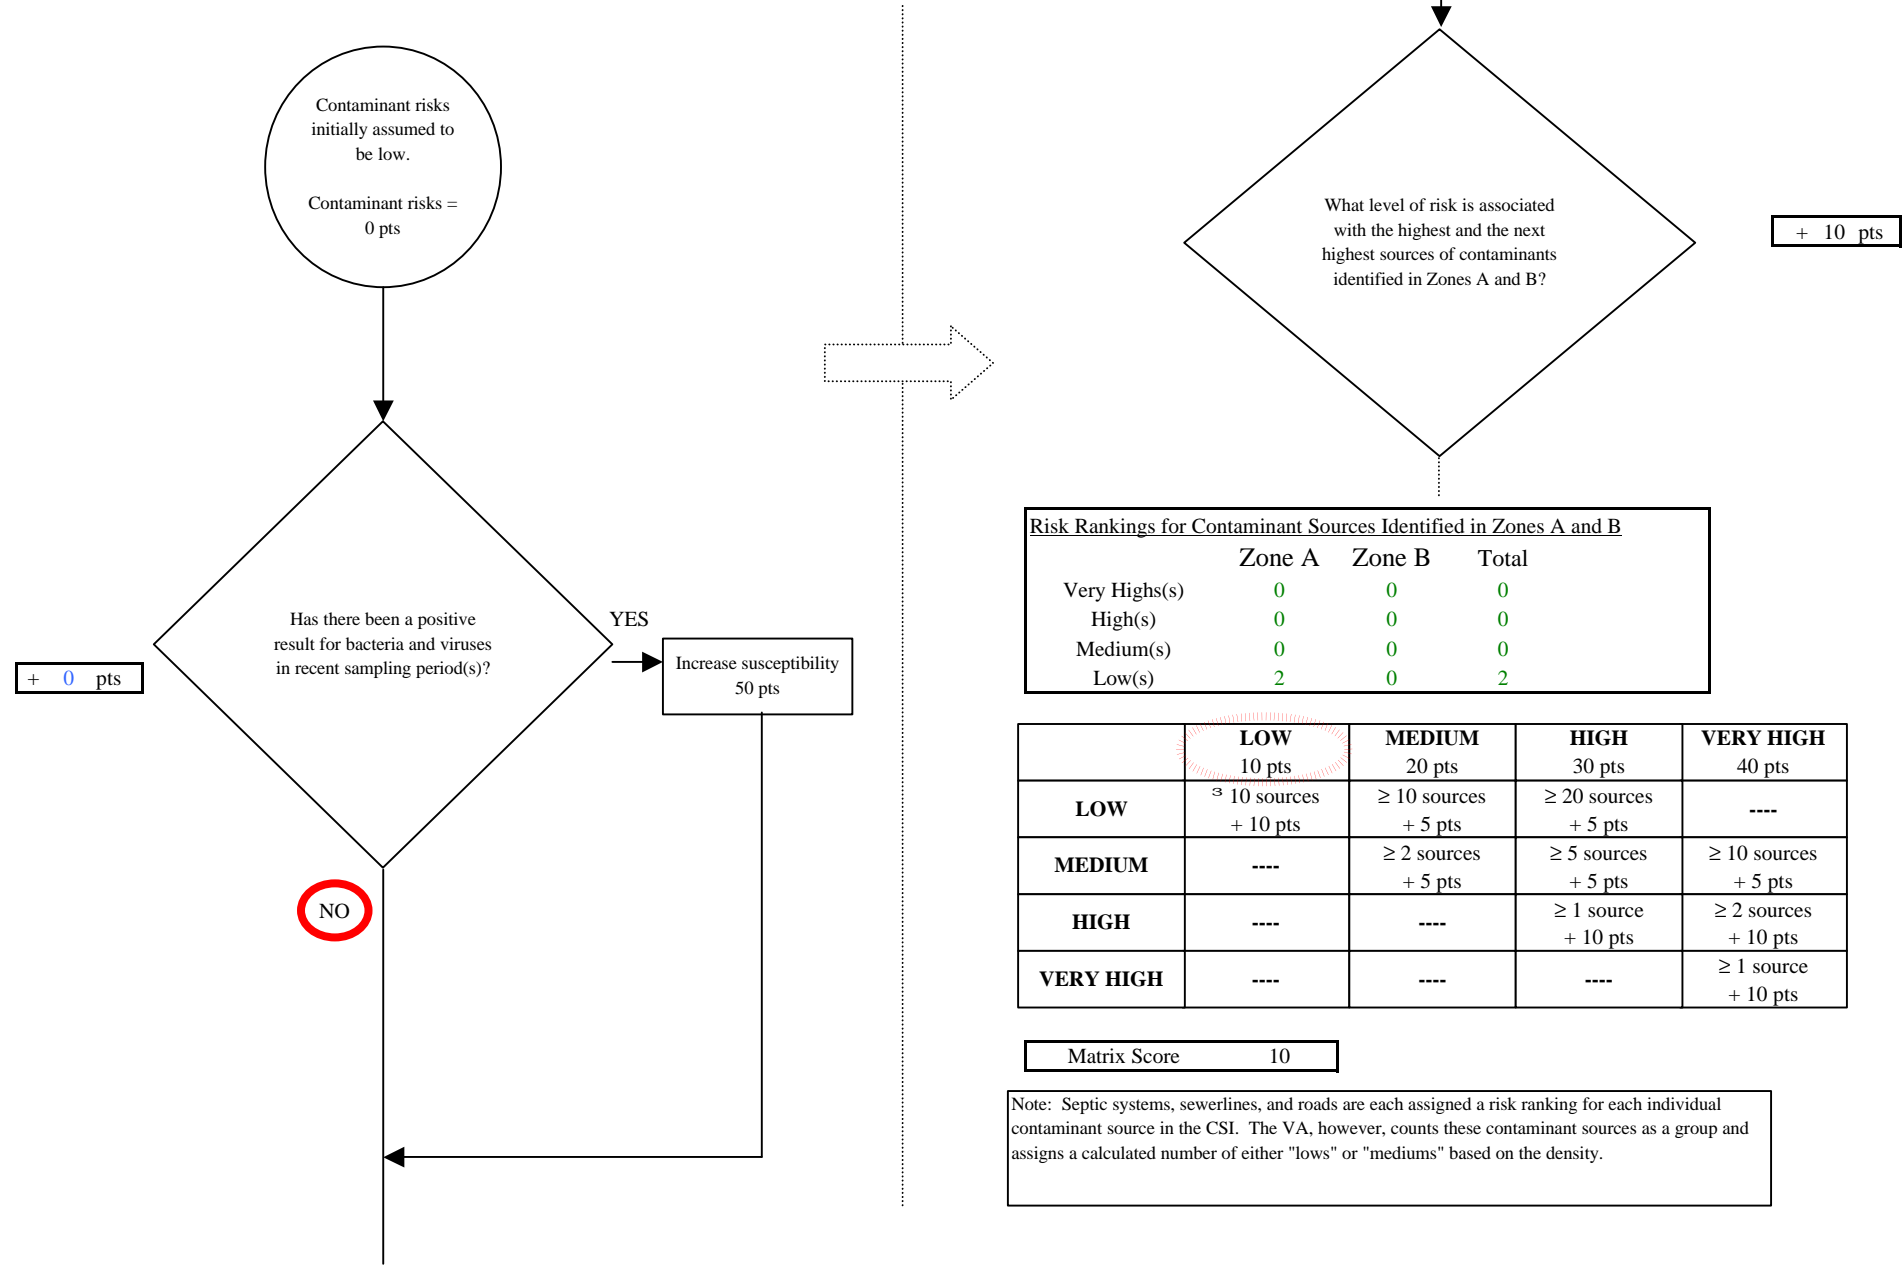 Contaminant risks
initially assumed to
be low.
Contaminant risks =
0 pts
Has there been a positive
result for bacteria and viruses
in recent sampling period(s)?
+ 0 pts
YES
Increase susceptibility
50 pts
NO
What level of risk is associated
with the highest and the next
highest sources of contaminants
identified in Zones A and B?
+ 10 pts
Risk Rankings for Contaminant Sources Identified in Zones A and B
Zone A Zone B Total
Very Highs(s) 0 0 0
High(s) 0 0 0
Medium(s) 0 0 0
Low(s) 2 0 2
LOW MEDIUM HIGH VERY HIGH
10 pts 20 pts 30 pts 40 pts
LOW ³ 10 sources ≥ 10 sources ≥ 20 sources ----
+ 10 pts + 5 pts + 5 pts
MEDIUM ---- ≥ 2 sources ≥ 5 sources ≥ 10 sources
+ 5 pts + 5 pts + 5 pts
HIGH ---- ---- ≥ 1 source ≥ 2 sources
+ 10 pts + 10 pts
VERY HIGH ---- ---- ---- ≥ 1 source
+ 10 pts
Matrix Score 10
Note: Septic systems, sewerlines, and roads are each assigned a risk ranking for each individual
contaminant source in the CSI. The VA, however, counts these contaminant sources as a group and
assigns a calculated number of either "lows" or "mediums" based on the density.